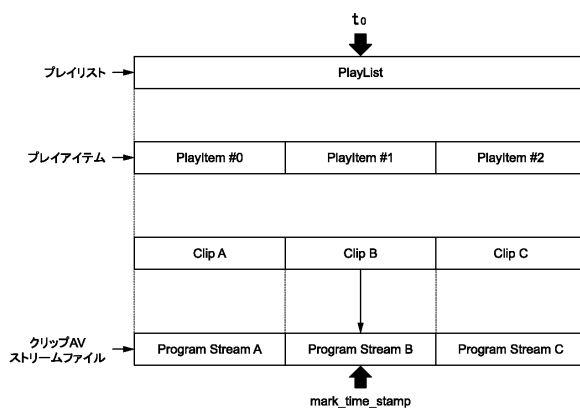 t0
プレイリスト
PlayList
プレイアイテム
PlayItem #0
PlayItem #1
PlayItem #2
Clip A
Clip B
Clip C
クリップAV
ストリームファイル
Program Stream A
Program Stream B
Program Stream C
mark_time_stamp